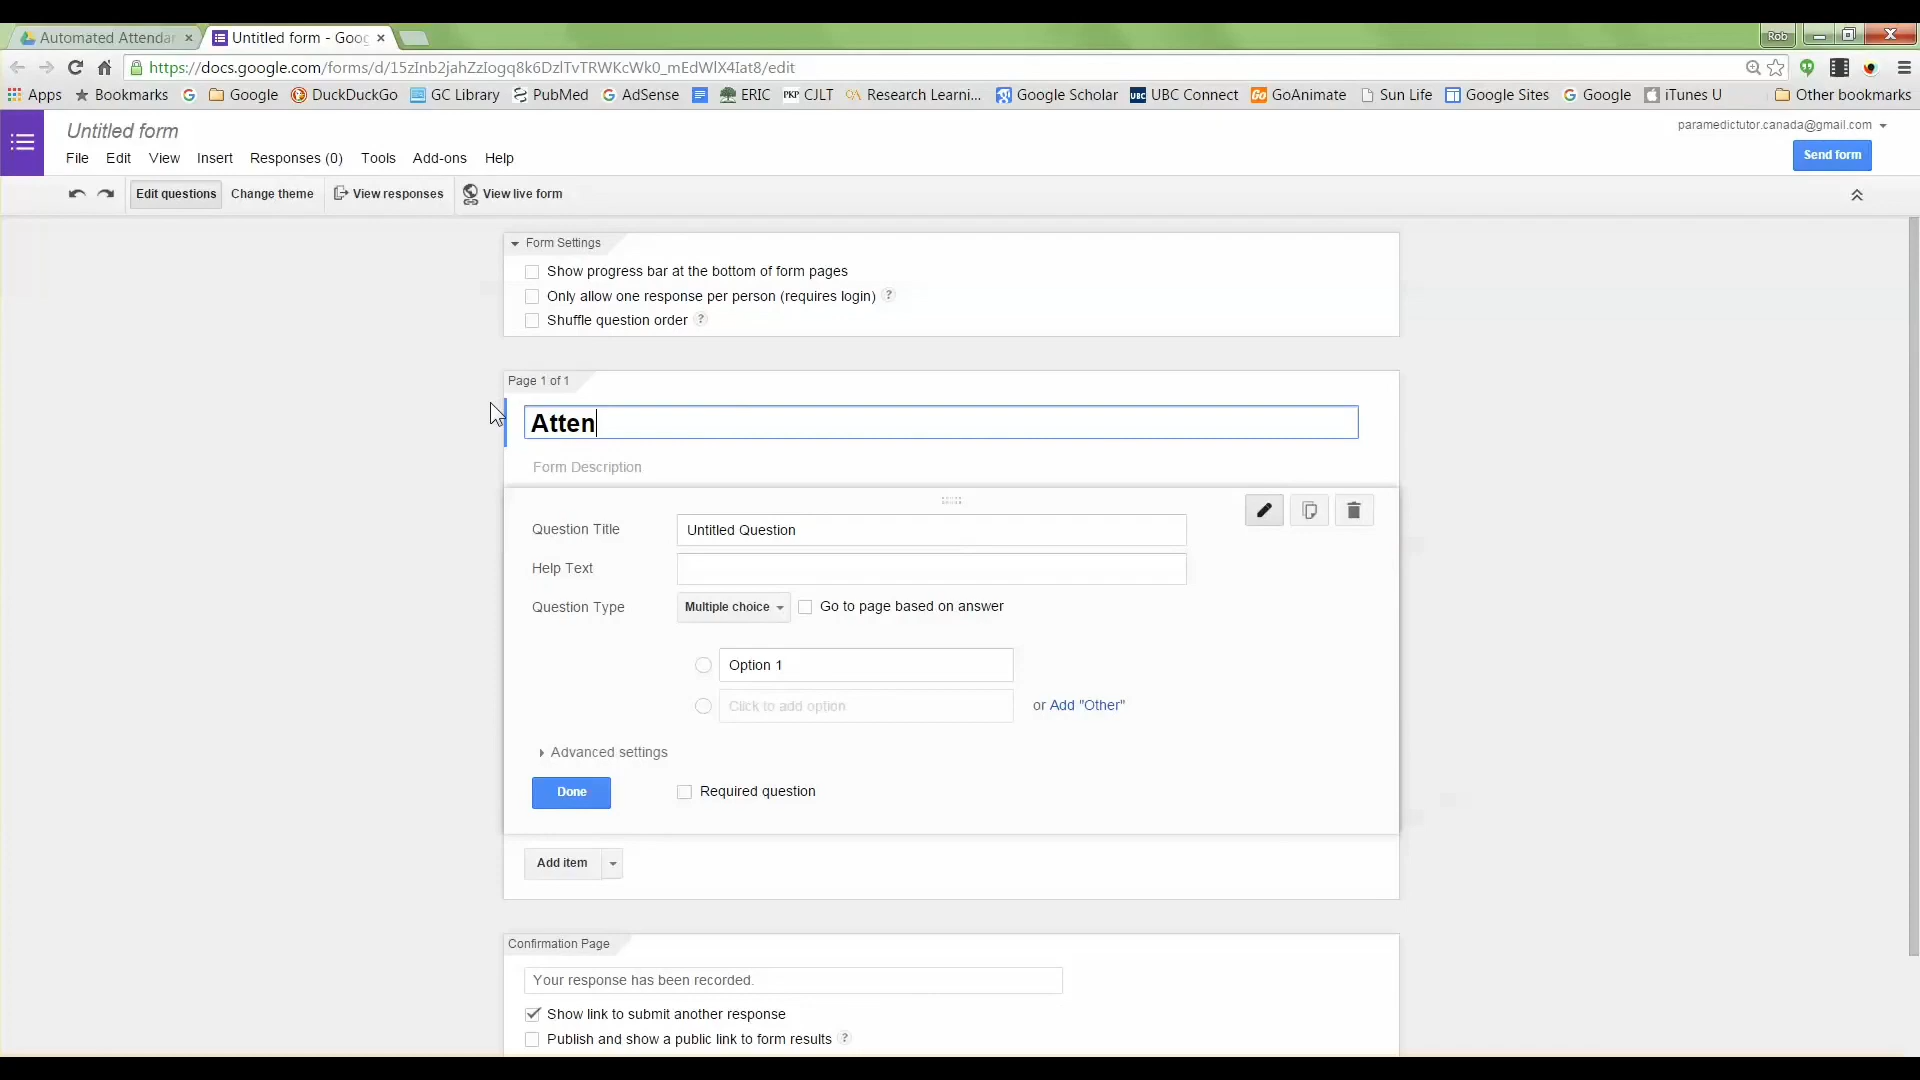 Automated Attendan
Untitled form - Goog
Rob
https://docs.google.com/forms/d/15zInb2jahZzIogq8k6DzlTvTRWKcWk0_mEdWlX4Iat8/edit
Apps Bookmarks Google DuckDuckGo GC Library PubMed AdSense ERIC CJLT Research Learni... Google Scholar UBC Connect GoAnimate Sun Life Google Sites Google iTunes U Other bookmarks
Untitled form
paramedictutor.canada@gmail.com
File Edit View Insert Responses (0) Tools Add-ons Help
Send form
Edit questions Change theme View responses View live form
Form Settings
Show progress bar at the bottom of form pages
Only allow one response per person (requires login) ?
Shuffle question order ?
Page 1 of 1
Atten
Form Description
Question Title Untitled Question
Help Text
Question Type Multiple choice Go to page based on answer
Option 1
Click to add option or Add "Other"
Advanced settings
Done Required question
Add item
Confirmation Page
Your response has been recorded.
Show link to submit another response
Publish and show a public link to form results ?